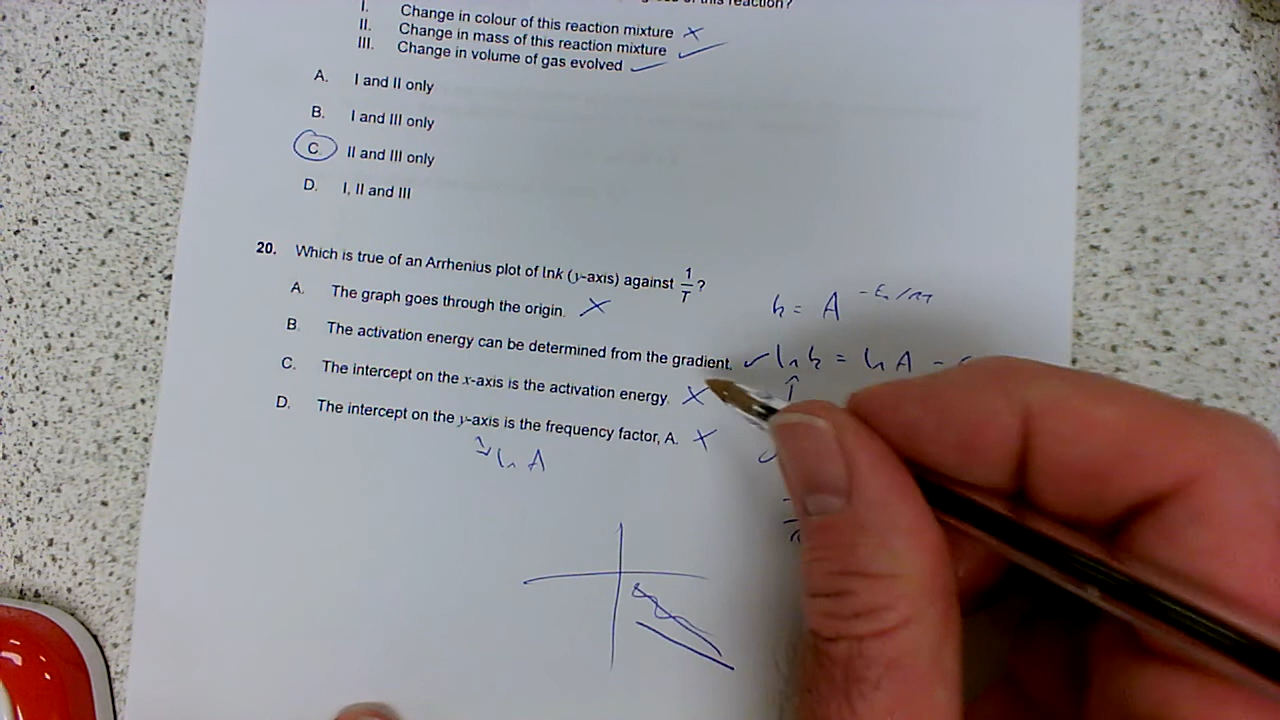 this reaction?
I. Change in colour of this reaction mixture ×
II. Change in mass of this reaction mixture ✓
III. Change in volume of gas evolved ✓
A. I and II only
B. I and III only
C. II and III only
D. I, II and III
20. Which is true of an Arrhenius plot of lnk (y-axis) against 1/T?
A. The graph goes through the origin. ×
B. The activation energy can be determined from the gradient. ✓
C. The intercept on the x-axis is the activation energy. ×
D. The intercept on the y-axis is the frequency factor, A. ×
k = A -Ea/RT
ln k = ln A -
ln A